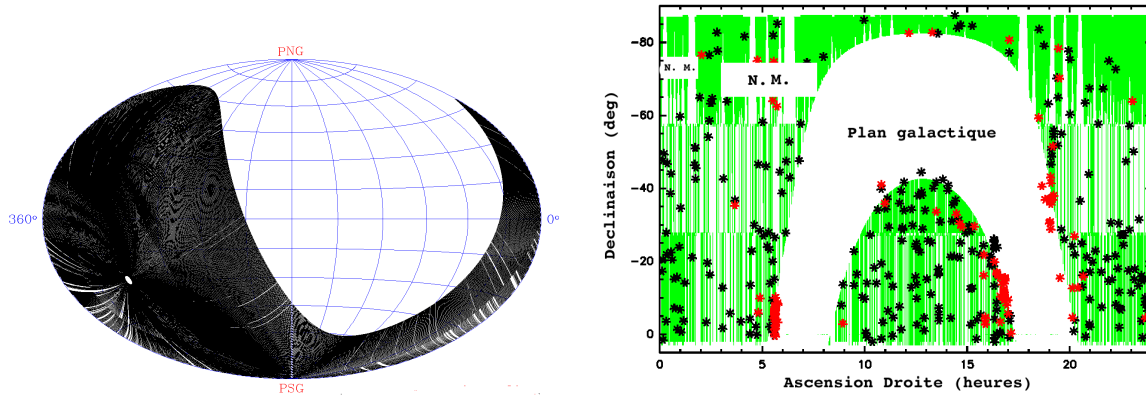 PNG
360°
0°
PSG
Declinaison (deg)
-80
-60
-40
-20
0
N. M.
N.M.
Plan galactique
0
5
10
15
20
Ascension Droite (heures)